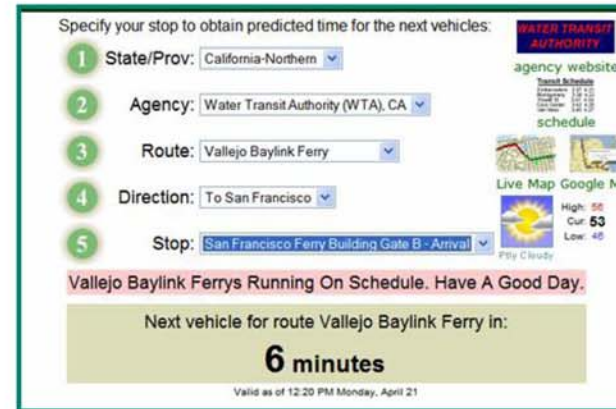 Specify your stop to obtain predicted time for the next vehicles:
WATER TRANSIT
AUTHORITY
1 State/Prov: California-Northern
agency website
Transit Schedule
2 Agency: Water Transit Authority (WTA), CA
schedule
3 Route: Vallejo Baylink Ferry
4 Direction: To San Francisco
Live Map Google M
High: 56
Cur: 53
Low: 46
Ptly Cloudy
5 Stop: San Francisco Ferry Building Gate B - Arrival
Vallejo Baylink Ferrys Running On Schedule. Have A Good Day.
Next vehicle for route Vallejo Baylink Ferry in:
6 minutes
Valid as of 12:20 PM Monday, April 21